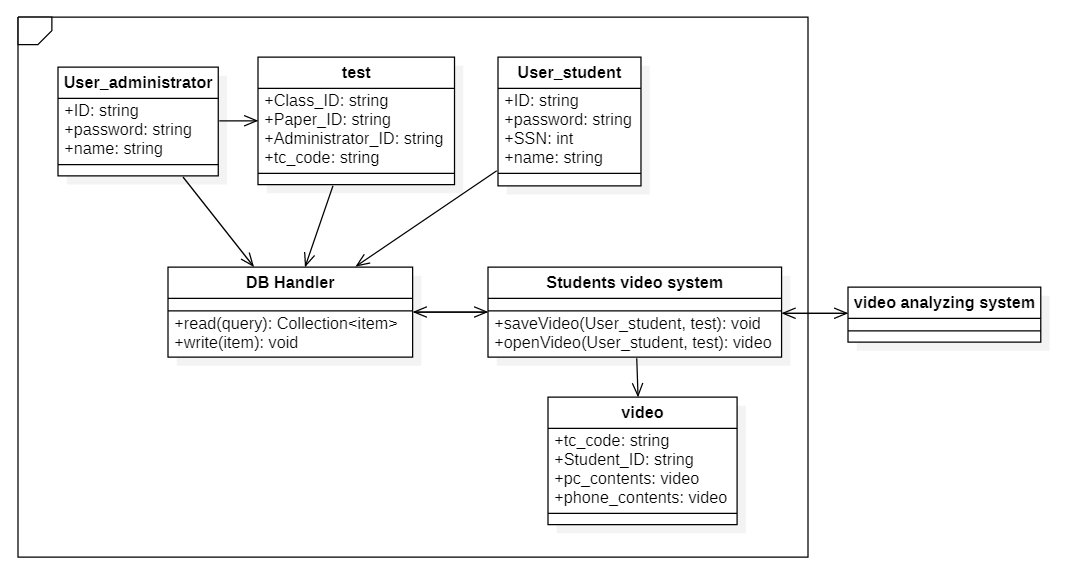 User_administrator
+ID: string
+password: string
+name: string
test
+Class_ID: string
+Paper_ID: string
+Administrator_ID: string
+tc_code: string
User_student
+ID: string
+password: string
+SSN: int
+name: string
DB Handler
+read(query): Collection<item>
+write(item): void
Students video system
+saveVideo(User_student, test): void
+openVideo(User_student, test): video
video analyzing system
video
+tc_code: string
+Student_ID: string
+pc_contents: video
+phone_contents: video